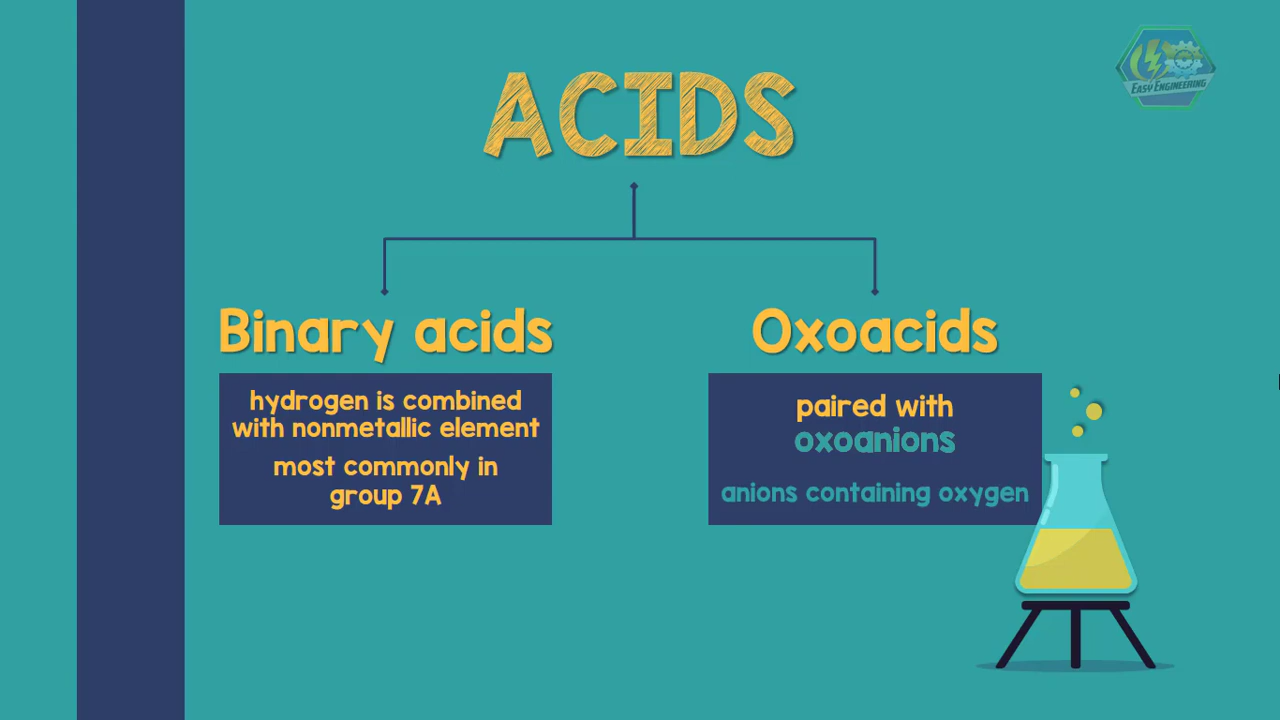 EASY ENGINEERING
ACIDS
Binary acids
hydrogen is combined
with nonmetallic element
most commonly in
group 7A
Oxoacids
paired with
oxoanions
anions containing oxygen